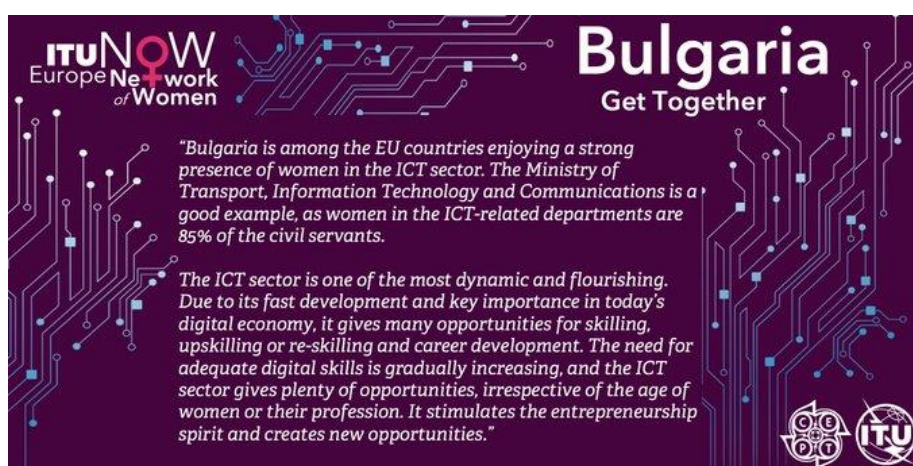 ITU NOW
Europe Network
of Women
Bulgaria
Get Together
“Bulgaria is among the EU countries enjoying a strong
presence of women in the ICT sector. The Ministry of
Transport, Information Technology and Communications is a
good example, as women in the ICT-related departments are
85% of the civil servants.
The ICT sector is one of the most dynamic and flourishing.
Due to its fast development and key importance in today’s
digital economy, it gives many opportunities for skilling,
upskilling or re-skilling and career development. The need for
adequate digital skills is gradually increasing, and the ICT
sector gives plenty of opportunities, irrespective of the age of
women or their profession. It stimulates the entrepreneurship
spirit and creates new opportunities.”
CEPT
ITU